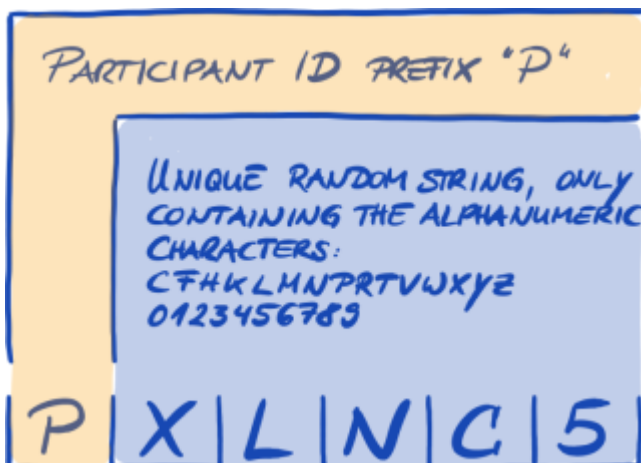 PARTICIPANT ID PREFIX "P"
UNIQUE RANDOM STRING, ONLY
CONTAINING THE ALPHANUMERIC
CHARACTERS:
CFHKLMNPRTVWXYZ
0123456789
P X L N C 5